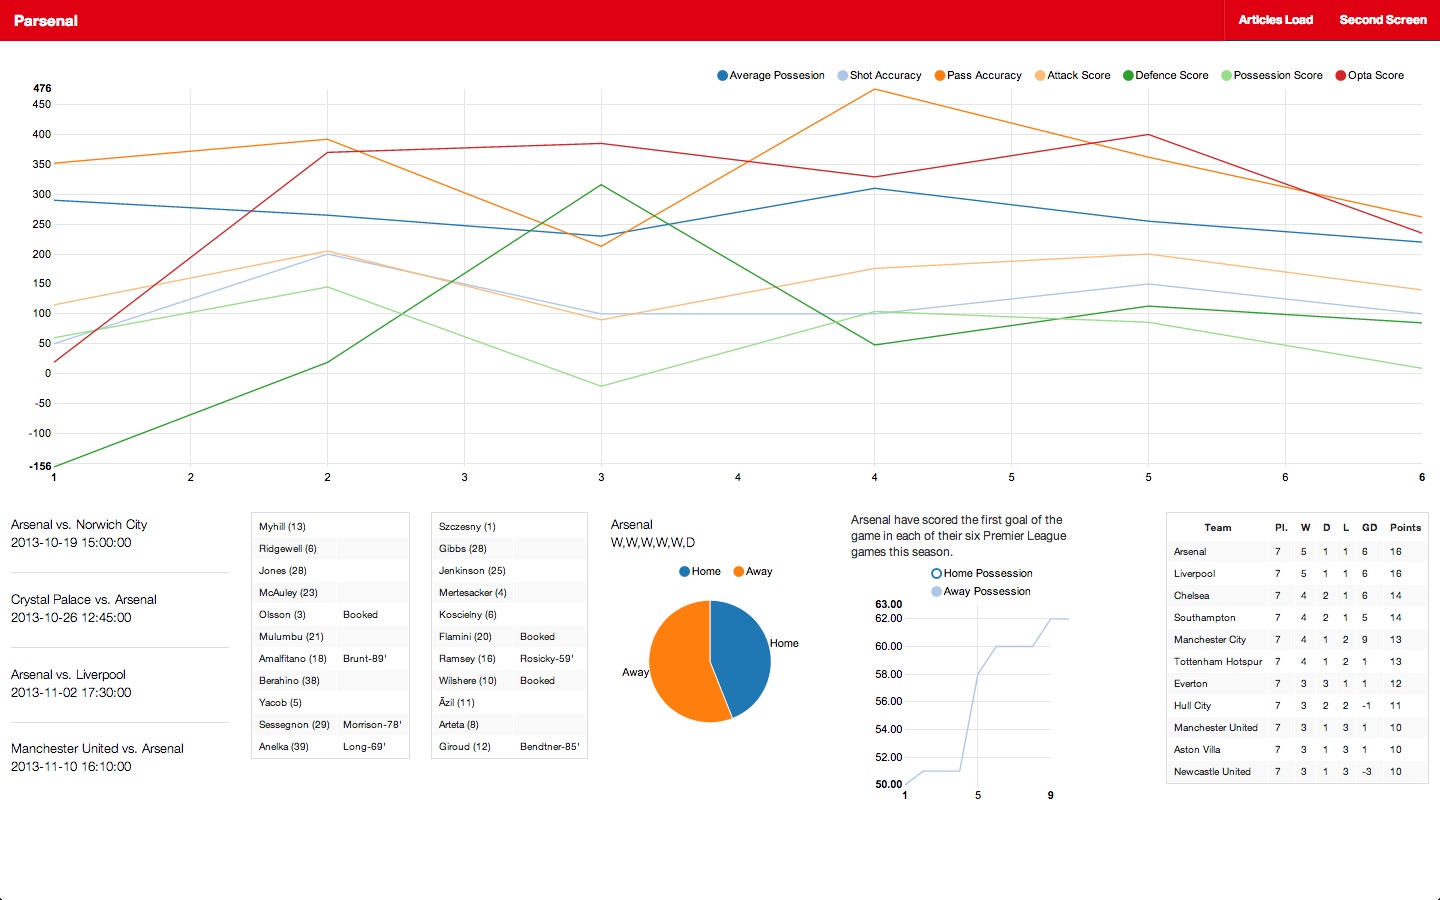 Parsenal
Articles Load
Second Screen
Average Possesion Shot Accuracy Pass Accuracy Attack Score Defence Score Possession Score Opta Score
476
450
400
350
300
250
200
150
100
50
0
-50
-100
-156
1 2 2 3 3 4 4 5 5 6 6
Arsenal vs. Norwich City
2013-10-19 15:00:00
Crystal Palace vs. Arsenal
2013-10-26 12:45:00
Arsenal vs. Liverpool
2013-11-02 17:30:00
Manchester United vs. Arsenal
2013-11-10 16:10:00
Myhill (13)
Ridgewell (6)
Jones (28)
McAuley (23)
Olsson (3) Booked
Mulumbu (21)
Amalfitano (18) Brunt-89'
Berahino (38)
Yacob (5)
Sessegnon (29) Morrison-78'
Anelka (39) Long-69'
Szczesny (1)
Gibbs (28)
Jenkinson (25)
Mertesacker (4)
Koscielny (6)
Flamini (20) Booked
Ramsey (16) Rosicky-59'
Wilshere (10) Booked
Ãzil (11)
Arteta (8)
Giroud (12) Bendtner-85'
Arsenal
W,W,W,W,W,D
Home Away
Home
Away
Arsenal have scored the first goal of the
game in each of their six Premier League
games this season.
Home Possession
Away Possession
63.00
62.00
60.00
58.00
56.00
54.00
52.00
50.00
1 5 9
Team Pl. W D L GD Points
Arsenal 7 5 1 1 6 16
Liverpool 7 5 1 1 6 16
Chelsea 7 4 2 1 6 14
Southampton 7 4 2 1 5 14
Manchester City 7 4 1 2 9 13
Tottenham Hotspur 7 4 1 2 1 13
Everton 7 3 3 1 1 12
Hull City 7 3 2 2 -1 11
Manchester United 7 3 1 3 1 10
Aston Villa 7 3 1 3 1 10
Newcastle United 7 3 1 3 -3 10